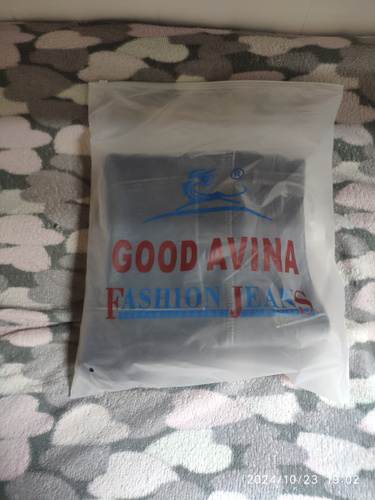 ®
GOOD AVINA
FASHION JEANS
2024/10/23 19:02